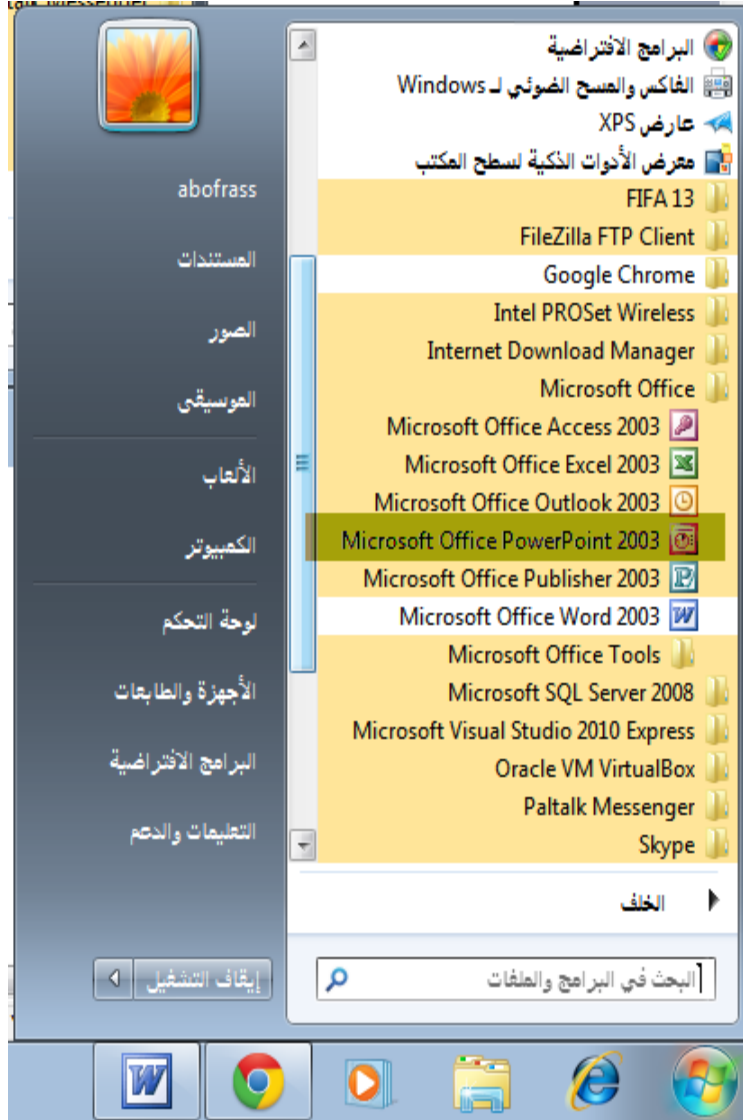 البرامج الافتراضية
الفاكس والمسح الضوئي لـ Windows
عارض XPS
معرض الأدوات الذكية لسطح المكتب
FIFA 13
FileZilla FTP Client
Google Chrome
Intel PROSet Wireless
Internet Download Manager
Microsoft Office
Microsoft Office Access 2003
Microsoft Office Excel 2003
Microsoft Office Outlook 2003
Microsoft Office PowerPoint 2003
Microsoft Office Publisher 2003
Microsoft Office Word 2003
Microsoft Office Tools
Microsoft SQL Server 2008
Microsoft Visual Studio 2010 Express
Oracle VM VirtualBox
Paltalk Messenger
Skype
الخلف
البحث في البرامج والملفات
abofrass
المستندات
الصور
الموسيقى
الألعاب
الكمبيوتر
لوحة التحكم
الأجهزة والطابعات
البرامج الافتراضية
التعليمات والدعم
إيقاف التشغيل